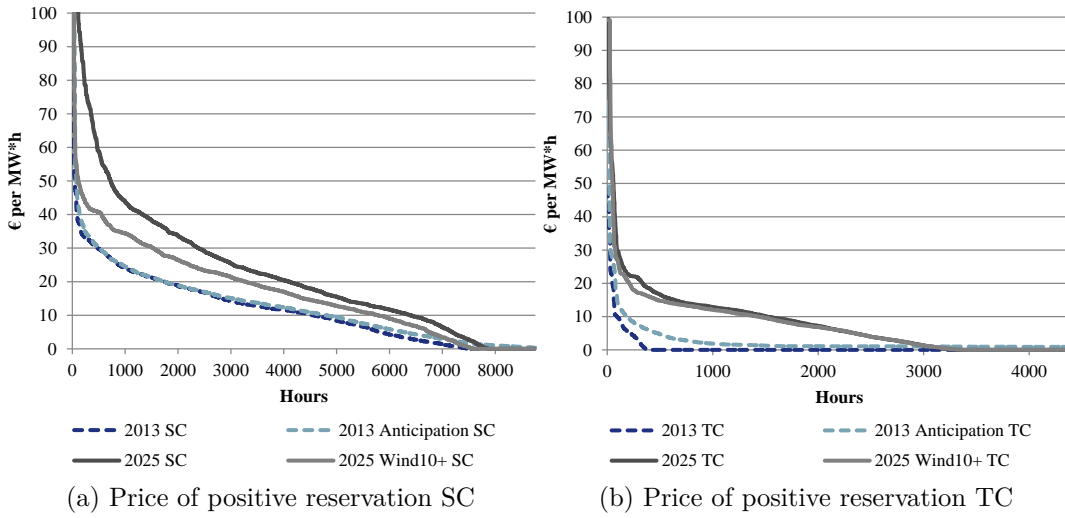 100
90
80
70
60
50
40
30
20
10
0
€ per MW*h
0 1000 2000 3000 4000 5000 6000 7000 8000
Hours
2013 SC 2013 Anticipation SC
2025 SC 2025 Wind10+ SC
(a) Price of positive reservation SC
100
90
80
70
60
50
40
30
20
10
0
€ per MW*h
0 1000 2000 3000 4000
Hours
2013 TC 2013 Anticipation TC
2025 TC 2025 Wind10+ TC
(b) Price of positive reservation TC